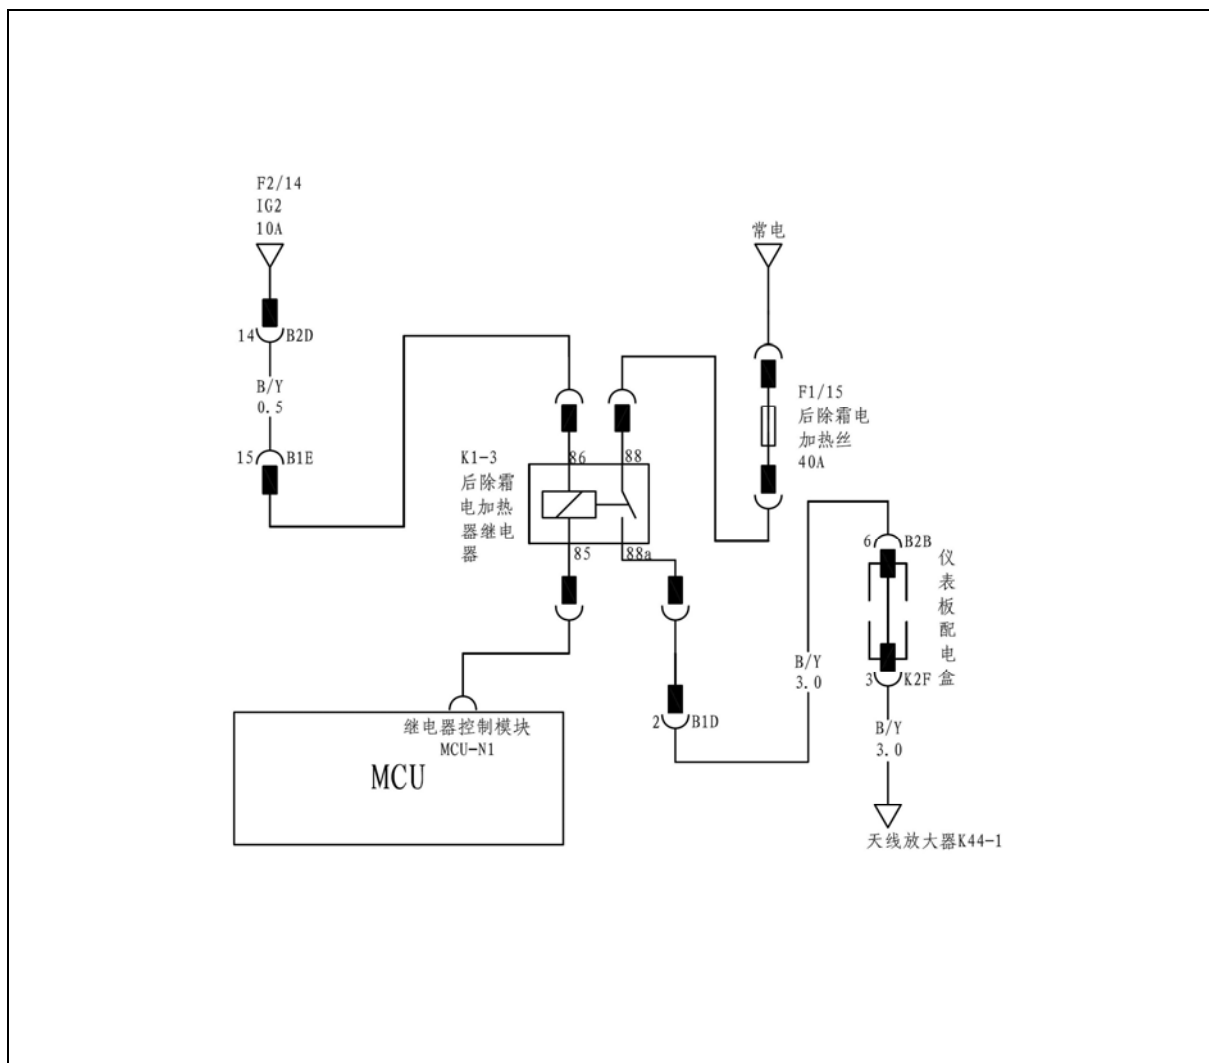 F2/14
IG2
10A
常电
14
B2D
B/Y
0.5
F1/15
后除霜电
加热丝
40A
15
B1E
K1-3
后除霜
电加热
器继电
器
86
88
85
88a
6
B2B
仪
表
板
配
电
盒
B/Y
3.0
3
K2F
2
B1D
继电器控制模块
MCU-N1
MCU
B/Y
3.0
天线放大器K44-1